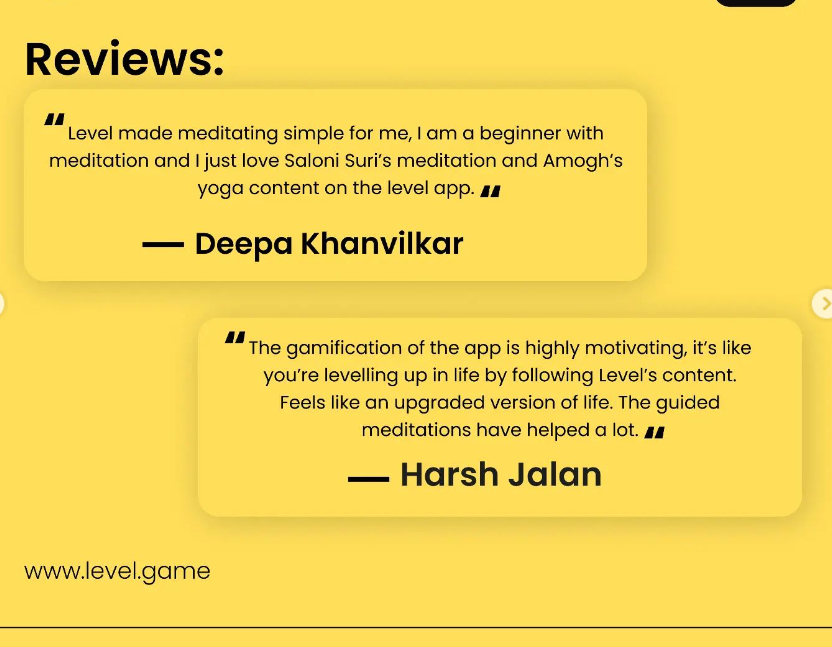 Reviews:
“Level made meditating simple for me, I am a beginner with
meditation and I just love Saloni Suri’s meditation and Amogh’s
yoga content on the level app.“
— Deepa Khanvilkar
“The gamification of the app is highly motivating, it’s like
you’re levelling up in life by following Level’s content.
Feels like an upgraded version of life. The guided
meditations have helped a lot.“
— Harsh Jalan
www.level.game